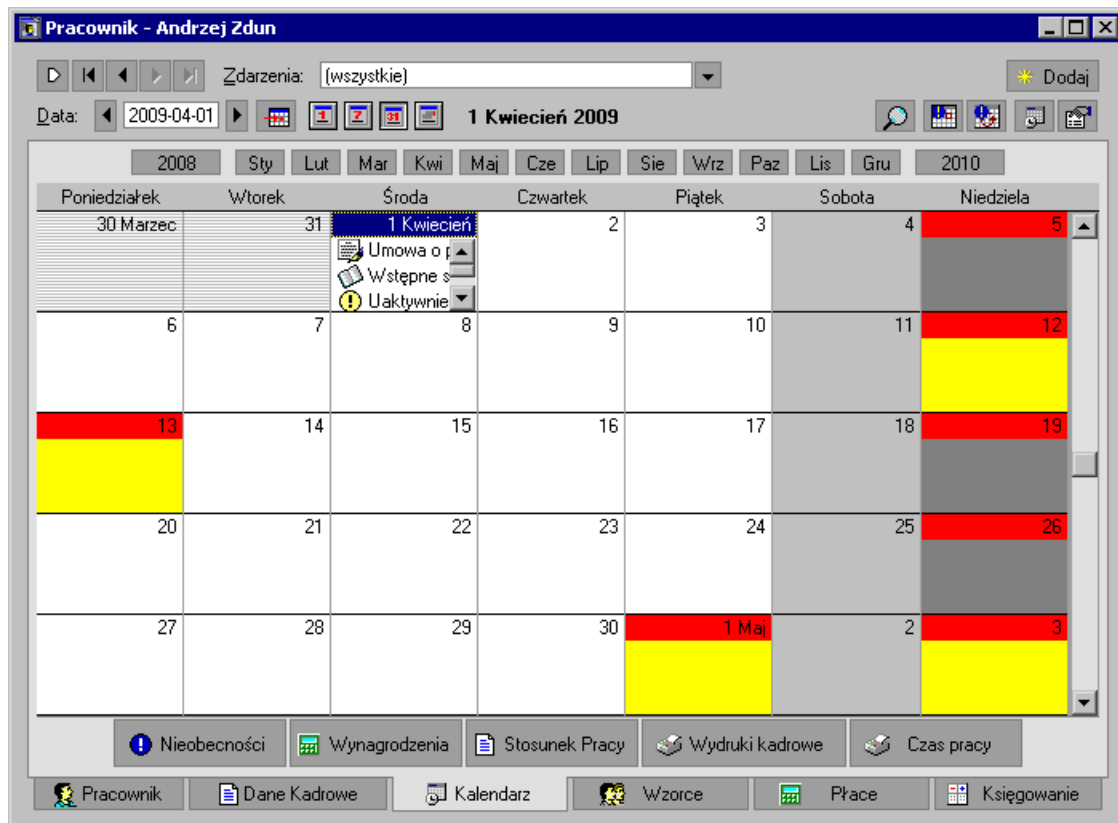 Pracownik - Andrzej Zdun
Zdarzenia: (wszystkie) Dodaj
Data: 2009-04-01 1 7 31 1 Kwiecień 2009
2008 Sty Lut Mar Kwi Maj Cze Lip Sie Wrz Paz Lis Gru 2010
Poniedziałek Wtorek Środa Czwartek Piątek Sobota Niedziela
30 Marzec 31 1 Kwiecień 2 3 4 5
Umowa o p
Wstępne s
Uaktywnie
6 7 8 9 10 11 12
13 14 15 16 17 18 19
20 21 22 23 24 25 26
27 28 29 30 1 Maj 2 3
Nieobecności Wynagrodzenia Stosunek Pracy Wydruki kadrowe Czas pracy
Pracownik Dane Kadrowe Kalendarz Wzorce Płace Księgowanie